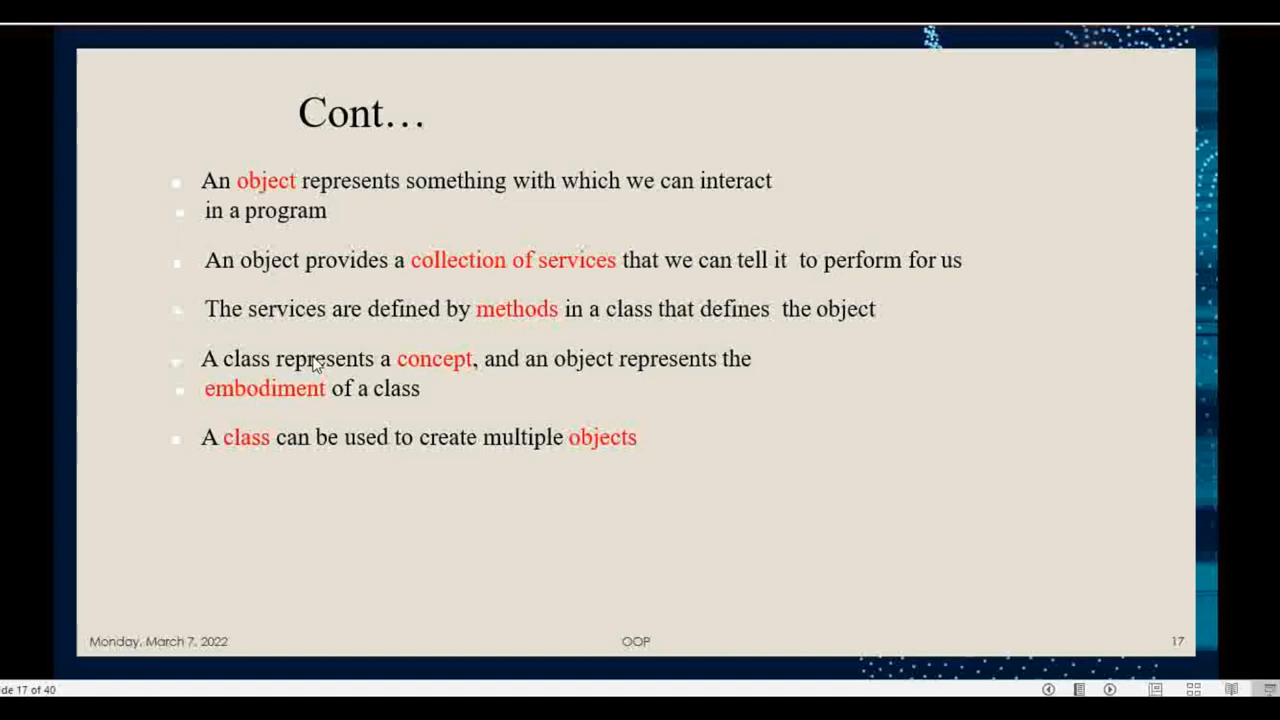 Cont…
An object represents something with which we can interact
in a program
An object provides a collection of services that we can tell it to perform for us
The services are defined by methods in a class that defines the object
A class represents a concept, and an object represents the
embodiment of a class
A class can be used to create multiple objects
Monday, March 7, 2022
OOP
17
de 17 of 40